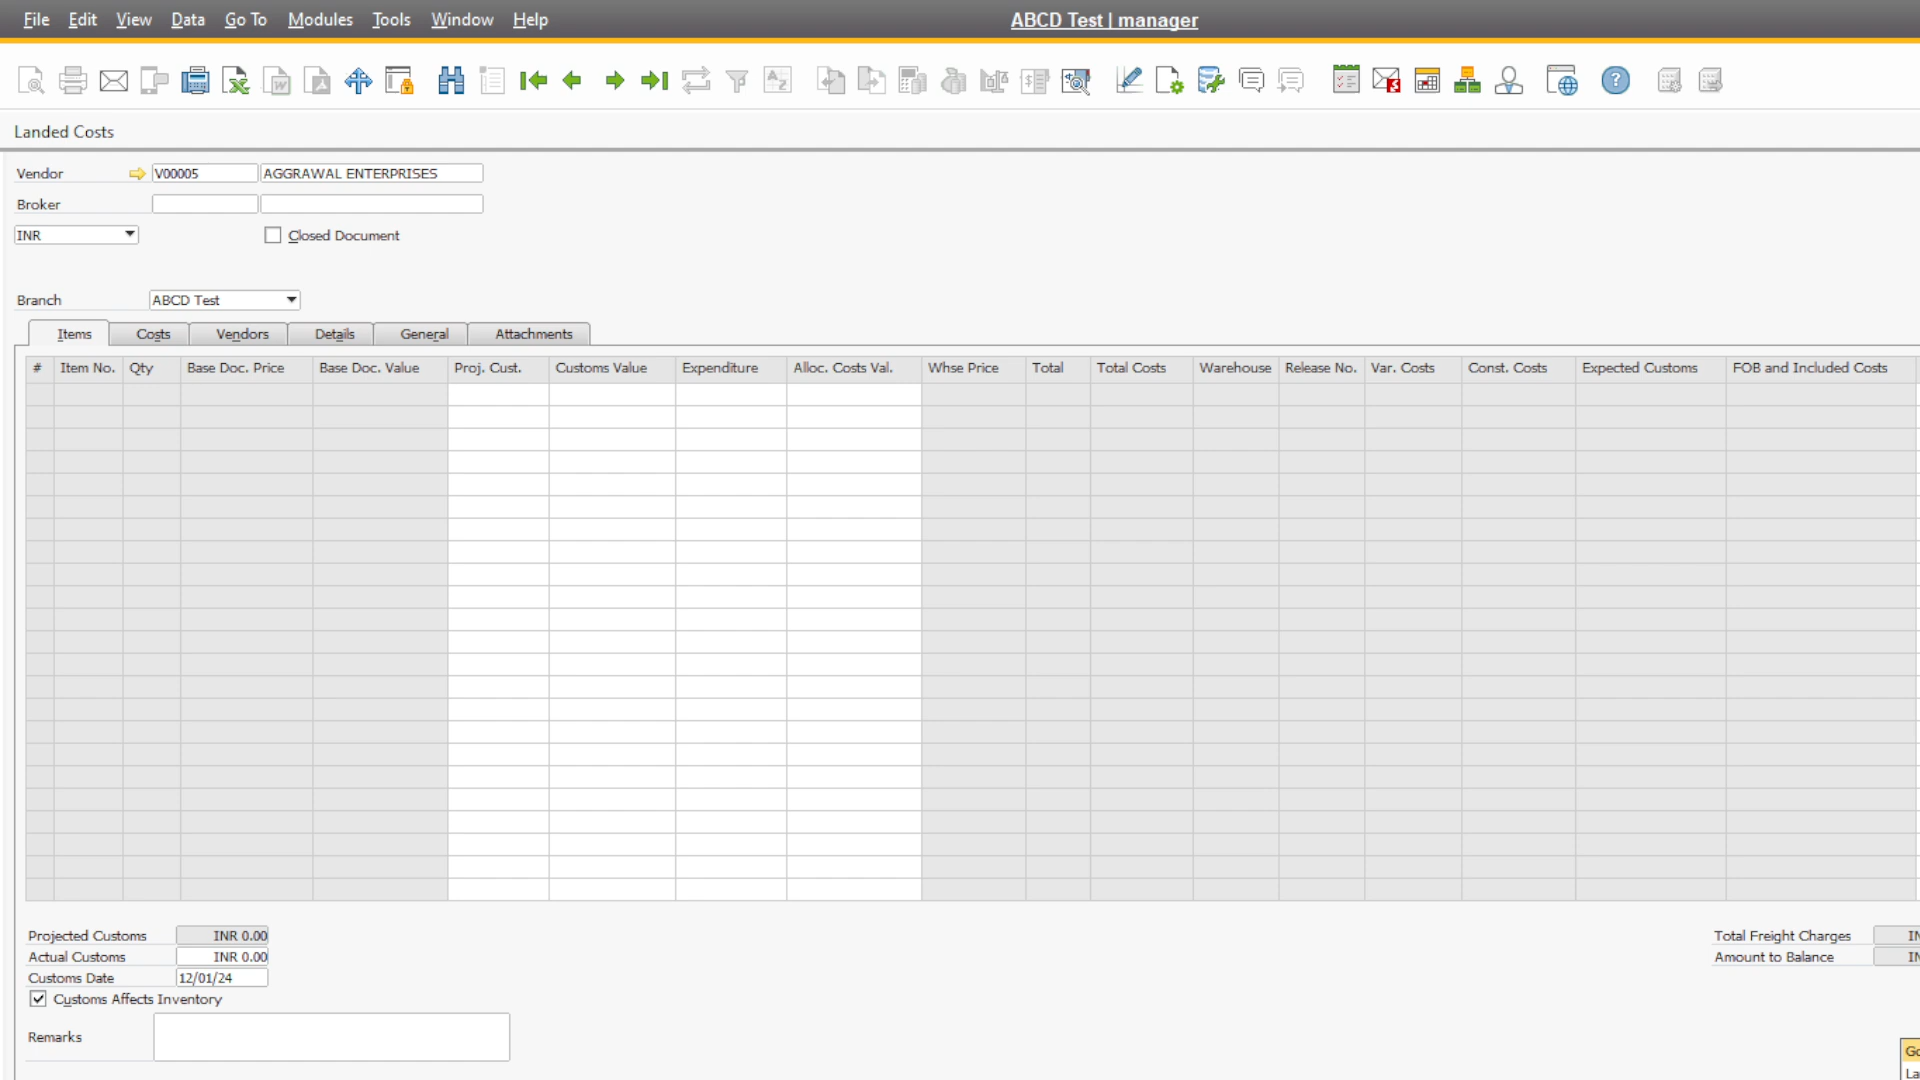 File Edit View Data Go To Modules Tools Window Help ABCD Test | manager
Landed Costs
Vendor V00005 AGGRAWAL ENTERPRISES
Broker
INR Closed Document
Branch ABCD Test
Items Costs Vendors Details General Attachments
# Item No. Qty Base Doc. Price Base Doc. Value Proj. Cust. Customs Value Expenditure Alloc. Costs Val. Whse Price Total Total Costs Warehouse Release No. Var. Costs Const. Costs Expected Customs FOB and Included Costs
Projected Customs INR 0.00 Total Freight Charges IN
Actual Customs INR 0.00 Amount to Balance IN
Customs Date 12/01/24
Customs Affects Inventory
Remarks
Go
La